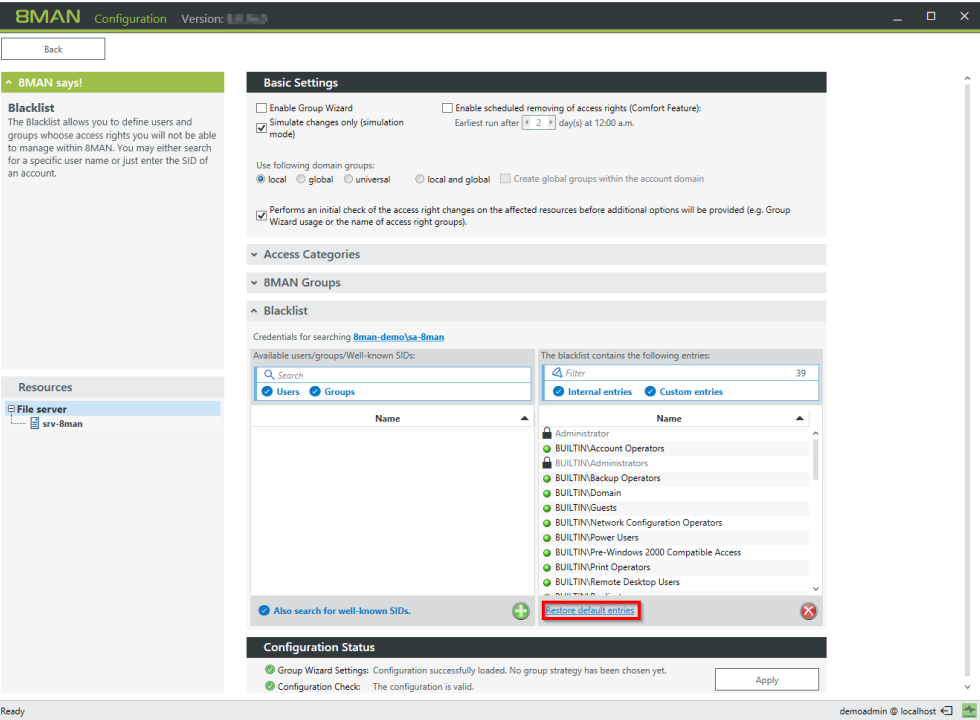 8MAN Configuration Version:
Back
8MAN says!
Blacklist
The Blacklist allows you to define users and
groups whoose access rights you will not be able
to manage within 8MAN. You may either search
for a specific user name or just enter the SID of
an account.
Resources
File server
srv-8man
Basic Settings
Enable Group Wizard
Enable scheduled removing of access rights (Comfort Feature):
Simulate changes only (simulation
mode)
Earliest run after 2 day(s) at 12:00 a.m.
Use following domain groups:
local global universal local and global Create global groups within the account domain
Performs an initial check of the access right changes on the affected resources before additional options will be provided (e.g. Group
Wizard usage or the name of access right groups).
Access Categories
8MAN Groups
Blacklist
Credentials for searching 8man-demo\sa-8man
Available users/groups/Well-known SIDs:
Search
Users Groups
Name
Also search for well-known SIDs.
The blacklist contains the following entries:
Filter 39
Internal entries Custom entries
Name
Administrator
BUILTIN\Account Operators
BUILTIN\Administrators
BUILTIN\Backup Operators
BUILTIN\Domain
BUILTIN\Guests
BUILTIN\Network Configuration Operators
BUILTIN\Power Users
BUILTIN\Pre-Windows 2000 Compatible Access
BUILTIN\Print Operators
BUILTIN\Remote Desktop Users
Restore default entries
Configuration Status
Group Wizard Settings: Configuration successfully loaded. No group strategy has been chosen yet.
Configuration Check: The configuration is valid.
Apply
Ready
demoadmin @ localhost